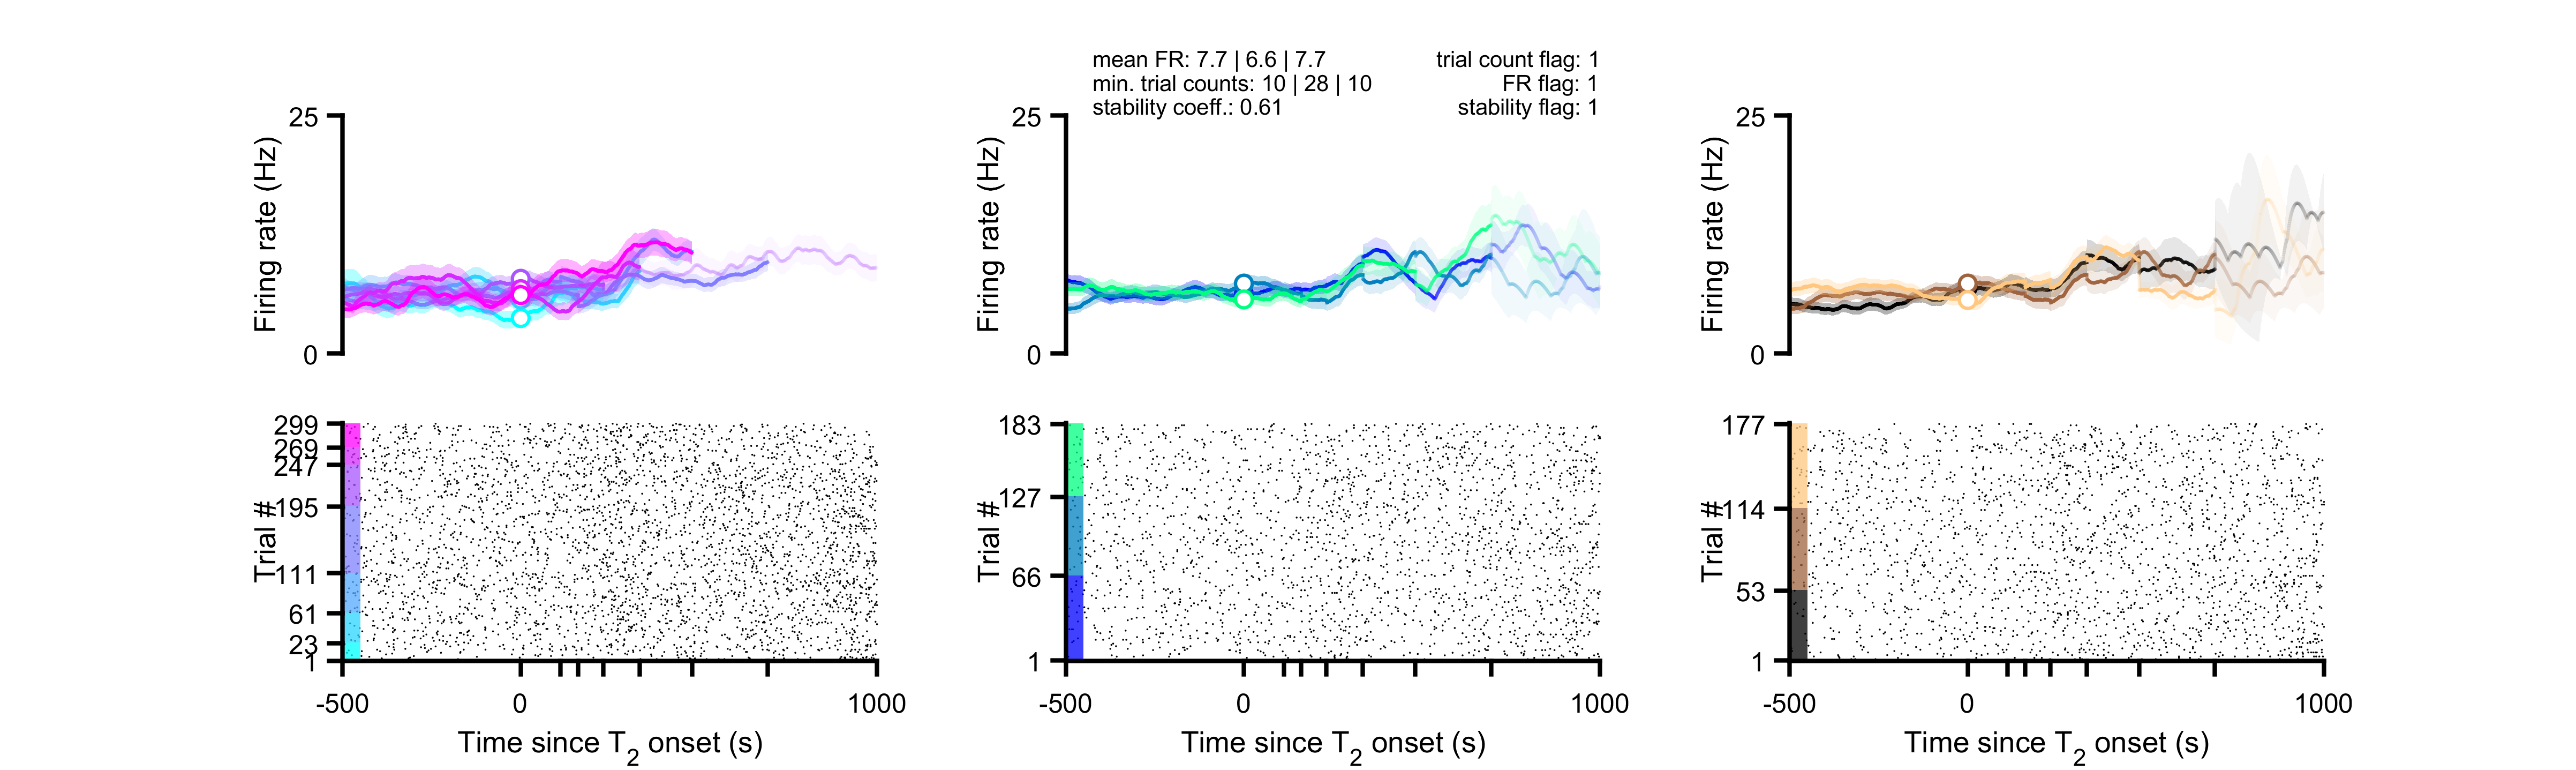 mean FR: 7.7 | 6.6 | 7.7
min. trial counts: 10 | 28 | 10
stability coeff.: 0.61
trial count flag: 1
FR flag: 1
stability flag: 1
25
Firing rate (Hz)
0
25
Firing rate (Hz)
0
25
Firing rate (Hz)
0
299
269
247
195
Trial #
111
61
23
1
-500
0
1000
Time since T2 onset (s)
183
127
Trial #
66
1
-500
0
1000
Time since T2 onset (s)
177
114
Trial #
53
1
-500
0
1000
Time since T2 onset (s)